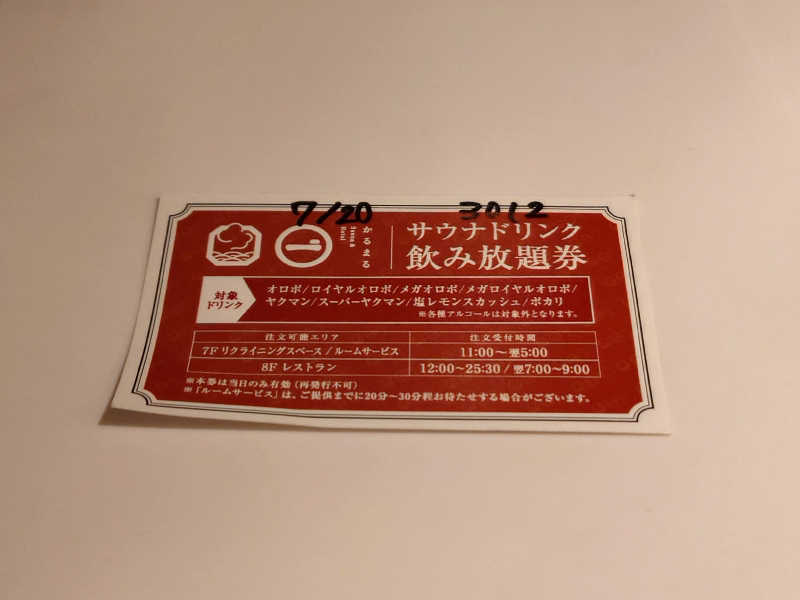 7/20
3012
かるまる
Sauna & Hotel
サウナドリンク
飲み放題券
対象
ドリンク
オロポ/ロイヤルオロポ/メガオロポ/メガロイヤルオロポ/
ヤクマン/スーパーヤクマン/塩レモンスカッシュ/ポカリ
※各種アルコールは対象外となります。
注文可能エリア 注文受付時間
7F リクライニングスペース / ルームサービス 11:00〜翌5:00
8F レストラン 12:00〜25:30 / 翌7:00〜9:00
※本券は当日のみ有効（再発行不可）
※「ルームサービス」は、ご提供までに20分〜30分程お待たせする場合がございます。